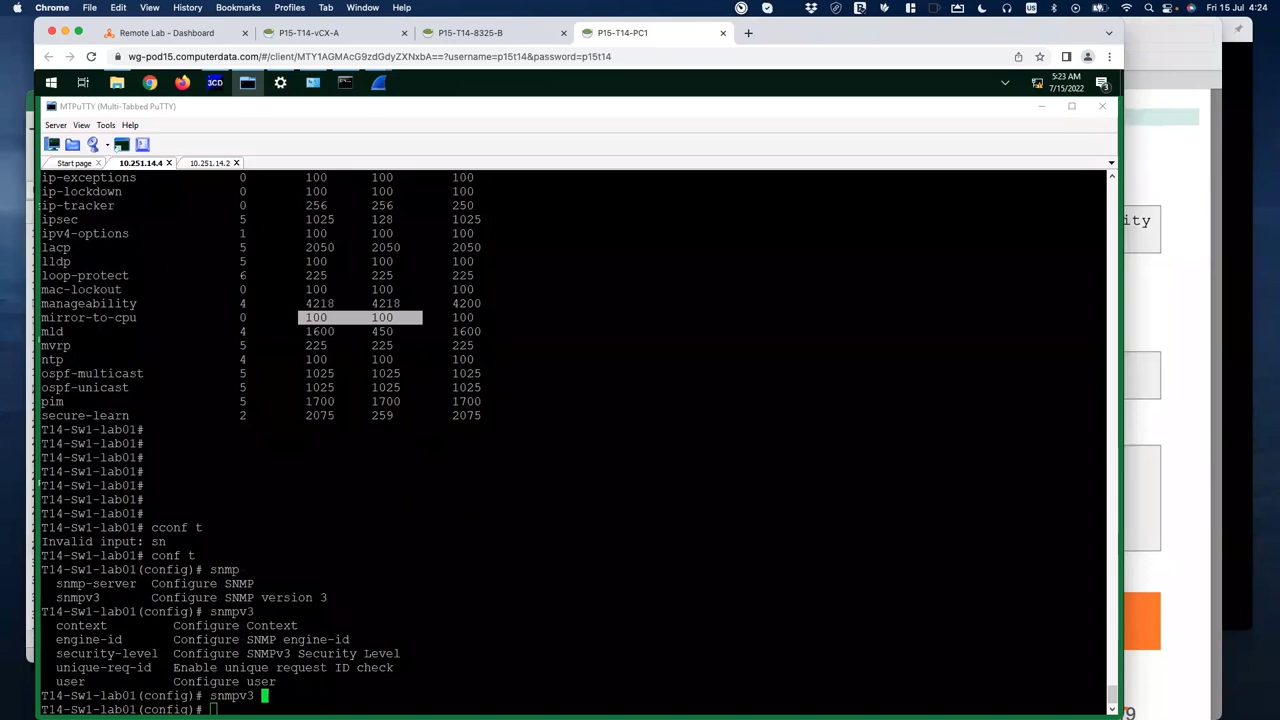 Chrome File Edit View History Bookmarks Profiles Tab Window Help Fri 15 Jul 4:24
Remote Lab - Dashboard P15-T14-vCX-A P15-T14-8325-B P15-T14-PC1
wg-pod15.computerdata.com/#/client/MTY1AGMAcG9zdGdyZXNxbA==?username=p15t14&password=p15t14
3CD
5:23 AM
7/15/2022
3
MTPuTTY (Multi-Tabbed PuTTY)
Server View Tools Help
Start page 10.251.14.4 10.251.14.2
ip-exceptions 0 100 100 100
ip-lockdown 0 100 100 100
ip-tracker 0 256 256 250
ipsec 5 1025 128 1025
ipv4-options 1 100 100 100
lacp 5 2050 2050 2050
lldp 5 100 100 100
loop-protect 6 225 225 225
mac-lockout 0 100 100 100
manageability 4 4218 4218 4200
mirror-to-cpu 0 100 100 100
mld 4 1600 450 1600
mvrp 5 225 225 225
ntp 4 100 100 100
ospf-multicast 5 1025 1025 1025
ospf-unicast 5 1025 1025 1025
pim 5 1700 1700 1700
secure-learn 2 2075 259 2075
T14-Sw1-lab01#
T14-Sw1-lab01#
T14-Sw1-lab01#
T14-Sw1-lab01#
T14-Sw1-lab01#
T14-Sw1-lab01#
T14-Sw1-lab01#
T14-Sw1-lab01# cconf t
Invalid input: sn
T14-Sw1-lab01# conf t
T14-Sw1-lab01(config)# snmp
snmp-server Configure SNMP
snmpv3 Configure SNMP version 3
T14-Sw1-lab01(config)# snmpv3
context Configure Context
engine-id Configure SNMP engine-id
security-level Configure SNMPv3 Security Level
unique-req-id Enable unique request ID check
user Configure user
T14-Sw1-lab01(config)# snmpv3
T14-Sw1-lab01(config)#
ity